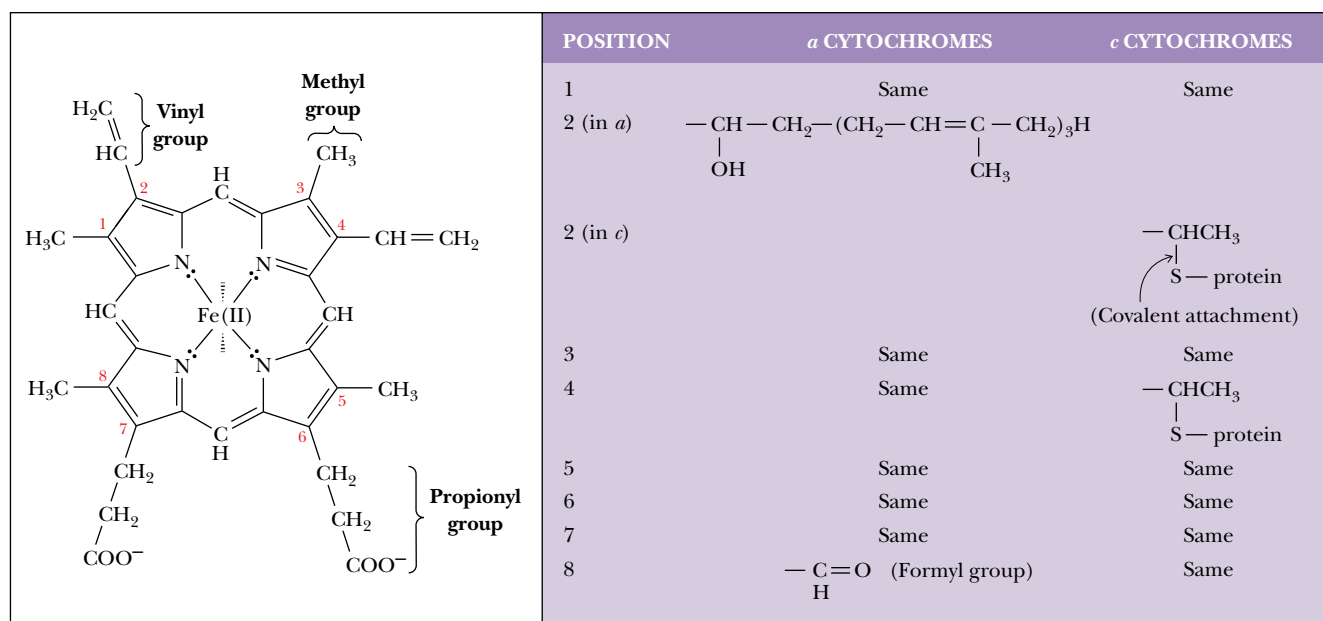 H₂C
HC
Vinyl
group
Methyl
group
CH₃
H
C
2
3
1
4
H₃C
CH=CH₂
N
N
HC
Fe(II)
CH
N
N
H₃C
8
5
CH₃
7
6
C
H
CH₂
CH₂
CH₂
CH₂
COO⁻
COO⁻
Propionyl
group
POSITION a CYTOCHROMES c CYTOCHROMES
1 Same Same
2 (in a) —CH—CH₂—(CH₂—CH=C—CH₂)₃H
OH CH₃
2 (in c) —CHCH₃
S—protein
(Covalent attachment)
3 Same Same
4 Same —CHCH₃
S—protein
5 Same Same
6 Same Same
7 Same Same
8 —C=O (Formyl group) Same
H